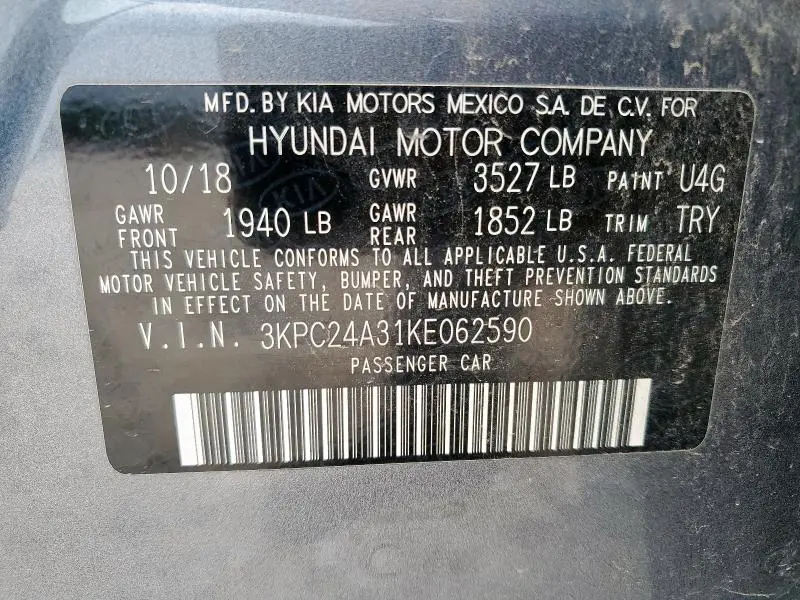 MFD. BY KIA MOTORS MEXICO S.A. DE C.V. FOR
HYUNDAI MOTOR COMPANY
10/18 GVWR 3527 LB PAINT U4G
GAWR FRONT 1940 LB GAWR REAR 1852 LB TRIM TRY
THIS VEHICLE CONFORMS TO ALL APPLICABLE U.S.A. FEDERAL
MOTOR VEHICLE SAFETY, BUMPER, AND THEFT PREVENTION STANDARDS
IN EFFECT ON THE DATE OF MANUFACTURE SHOWN ABOVE.
V.I.N. 3KPC24A31KE062590
PASSENGER CAR